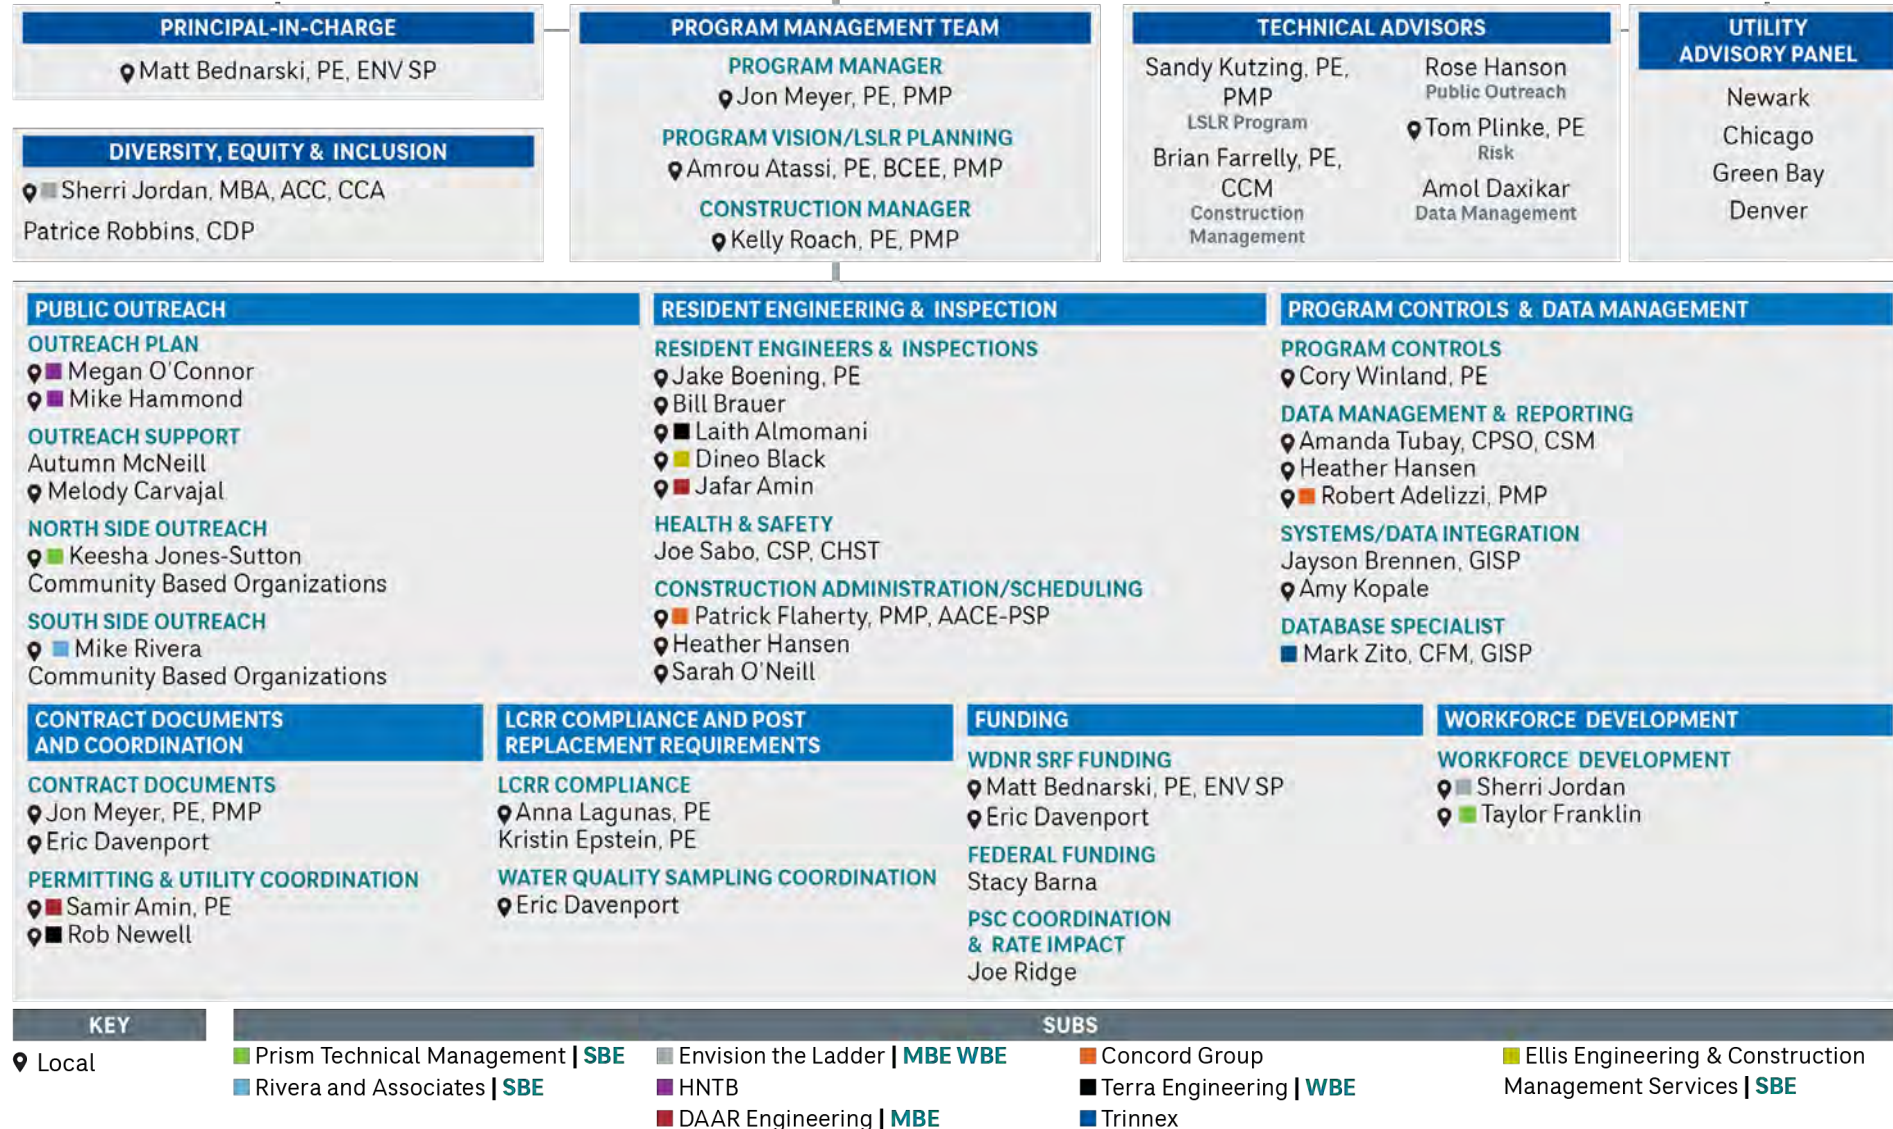 PRINCIPAL-IN-CHARGE
Matt Bednarski, PE, ENV SP
DIVERSITY, EQUITY & INCLUSION
Sherri Jordan, MBA, ACC, CCA
Patrice Robbins, CDP
PROGRAM MANAGEMENT TEAM
PROGRAM MANAGER
Jon Meyer, PE, PMP
PROGRAM VISION/LSLR PLANNING
Amrou Atassi, PE, BCEE, PMP
CONSTRUCTION MANAGER
Kelly Roach, PE, PMP
TECHNICAL ADVISORS
Sandy Kutzing, PE,
PMP
LSLR Program
Brian Farrelly, PE,
CCM
Construction
Management
Rose Hanson
Public Outreach
Tom Plinke, PE
Risk
Amol Daxikar
Data Management
UTILITY
ADVISORY PANEL
Newark
Chicago
Green Bay
Denver
PUBLIC OUTREACH
OUTREACH PLAN
Megan O'Connor
Mike Hammond
OUTREACH SUPPORT
Autumn McNeill
Melody Carvajal
NORTH SIDE OUTREACH
Keesha Jones-Sutton
Community Based Organizations
SOUTH SIDE OUTREACH
Mike Rivera
Community Based Organizations
RESIDENT ENGINEERING & INSPECTION
RESIDENT ENGINEERS & INSPECTIONS
Jake Boening, PE
Bill Brauer
Laith Almomani
Dineo Black
Jafar Amin
HEALTH & SAFETY
Joe Sabo, CSP, CHST
CONSTRUCTION ADMINISTRATION/SCHEDULING
Patrick Flaherty, PMP, AACE-PSP
Heather Hansen
Sarah O'Neill
PROGRAM CONTROLS & DATA MANAGEMENT
PROGRAM CONTROLS
Cory Winland, PE
DATA MANAGEMENT & REPORTING
Amanda Tubay, CPSO, CSM
Heather Hansen
Robert Adelizzi, PMP
SYSTEMS/DATA INTEGRATION
Jayson Brennen, GISP
Amy Kopale
DATABASE SPECIALIST
Mark Zito, CFM, GISP
CONTRACT DOCUMENTS
AND COORDINATION
CONTRACT DOCUMENTS
Jon Meyer, PE, PMP
Eric Davenport
PERMITTING & UTILITY COORDINATION
Samir Amin, PE
Rob Newell
LCRR COMPLIANCE AND POST
REPLACEMENT REQUIREMENTS
LCRR COMPLIANCE
Anna Lagunas, PE
Kristin Epstein, PE
WATER QUALITY SAMPLING COORDINATION
Eric Davenport
FUNDING
WDNR SRF FUNDING
Matt Bednarski, PE, ENV SP
Eric Davenport
FEDERAL FUNDING
Stacy Barna
PSC COORDINATION
& RATE IMPACT
Joe Ridge
WORKFORCE DEVELOPMENT
WORKFORCE DEVELOPMENT
Sherri Jordan
Taylor Franklin
KEY
Local
SUBS
Prism Technical Management | SBE
Rivera and Associates | SBE
Envision the Ladder | MBE WBE
HNTB
DAAR Engineering | MBE
Concord Group
Terra Engineering | WBE
Trinnex
Ellis Engineering & Construction
Management Services | SBE